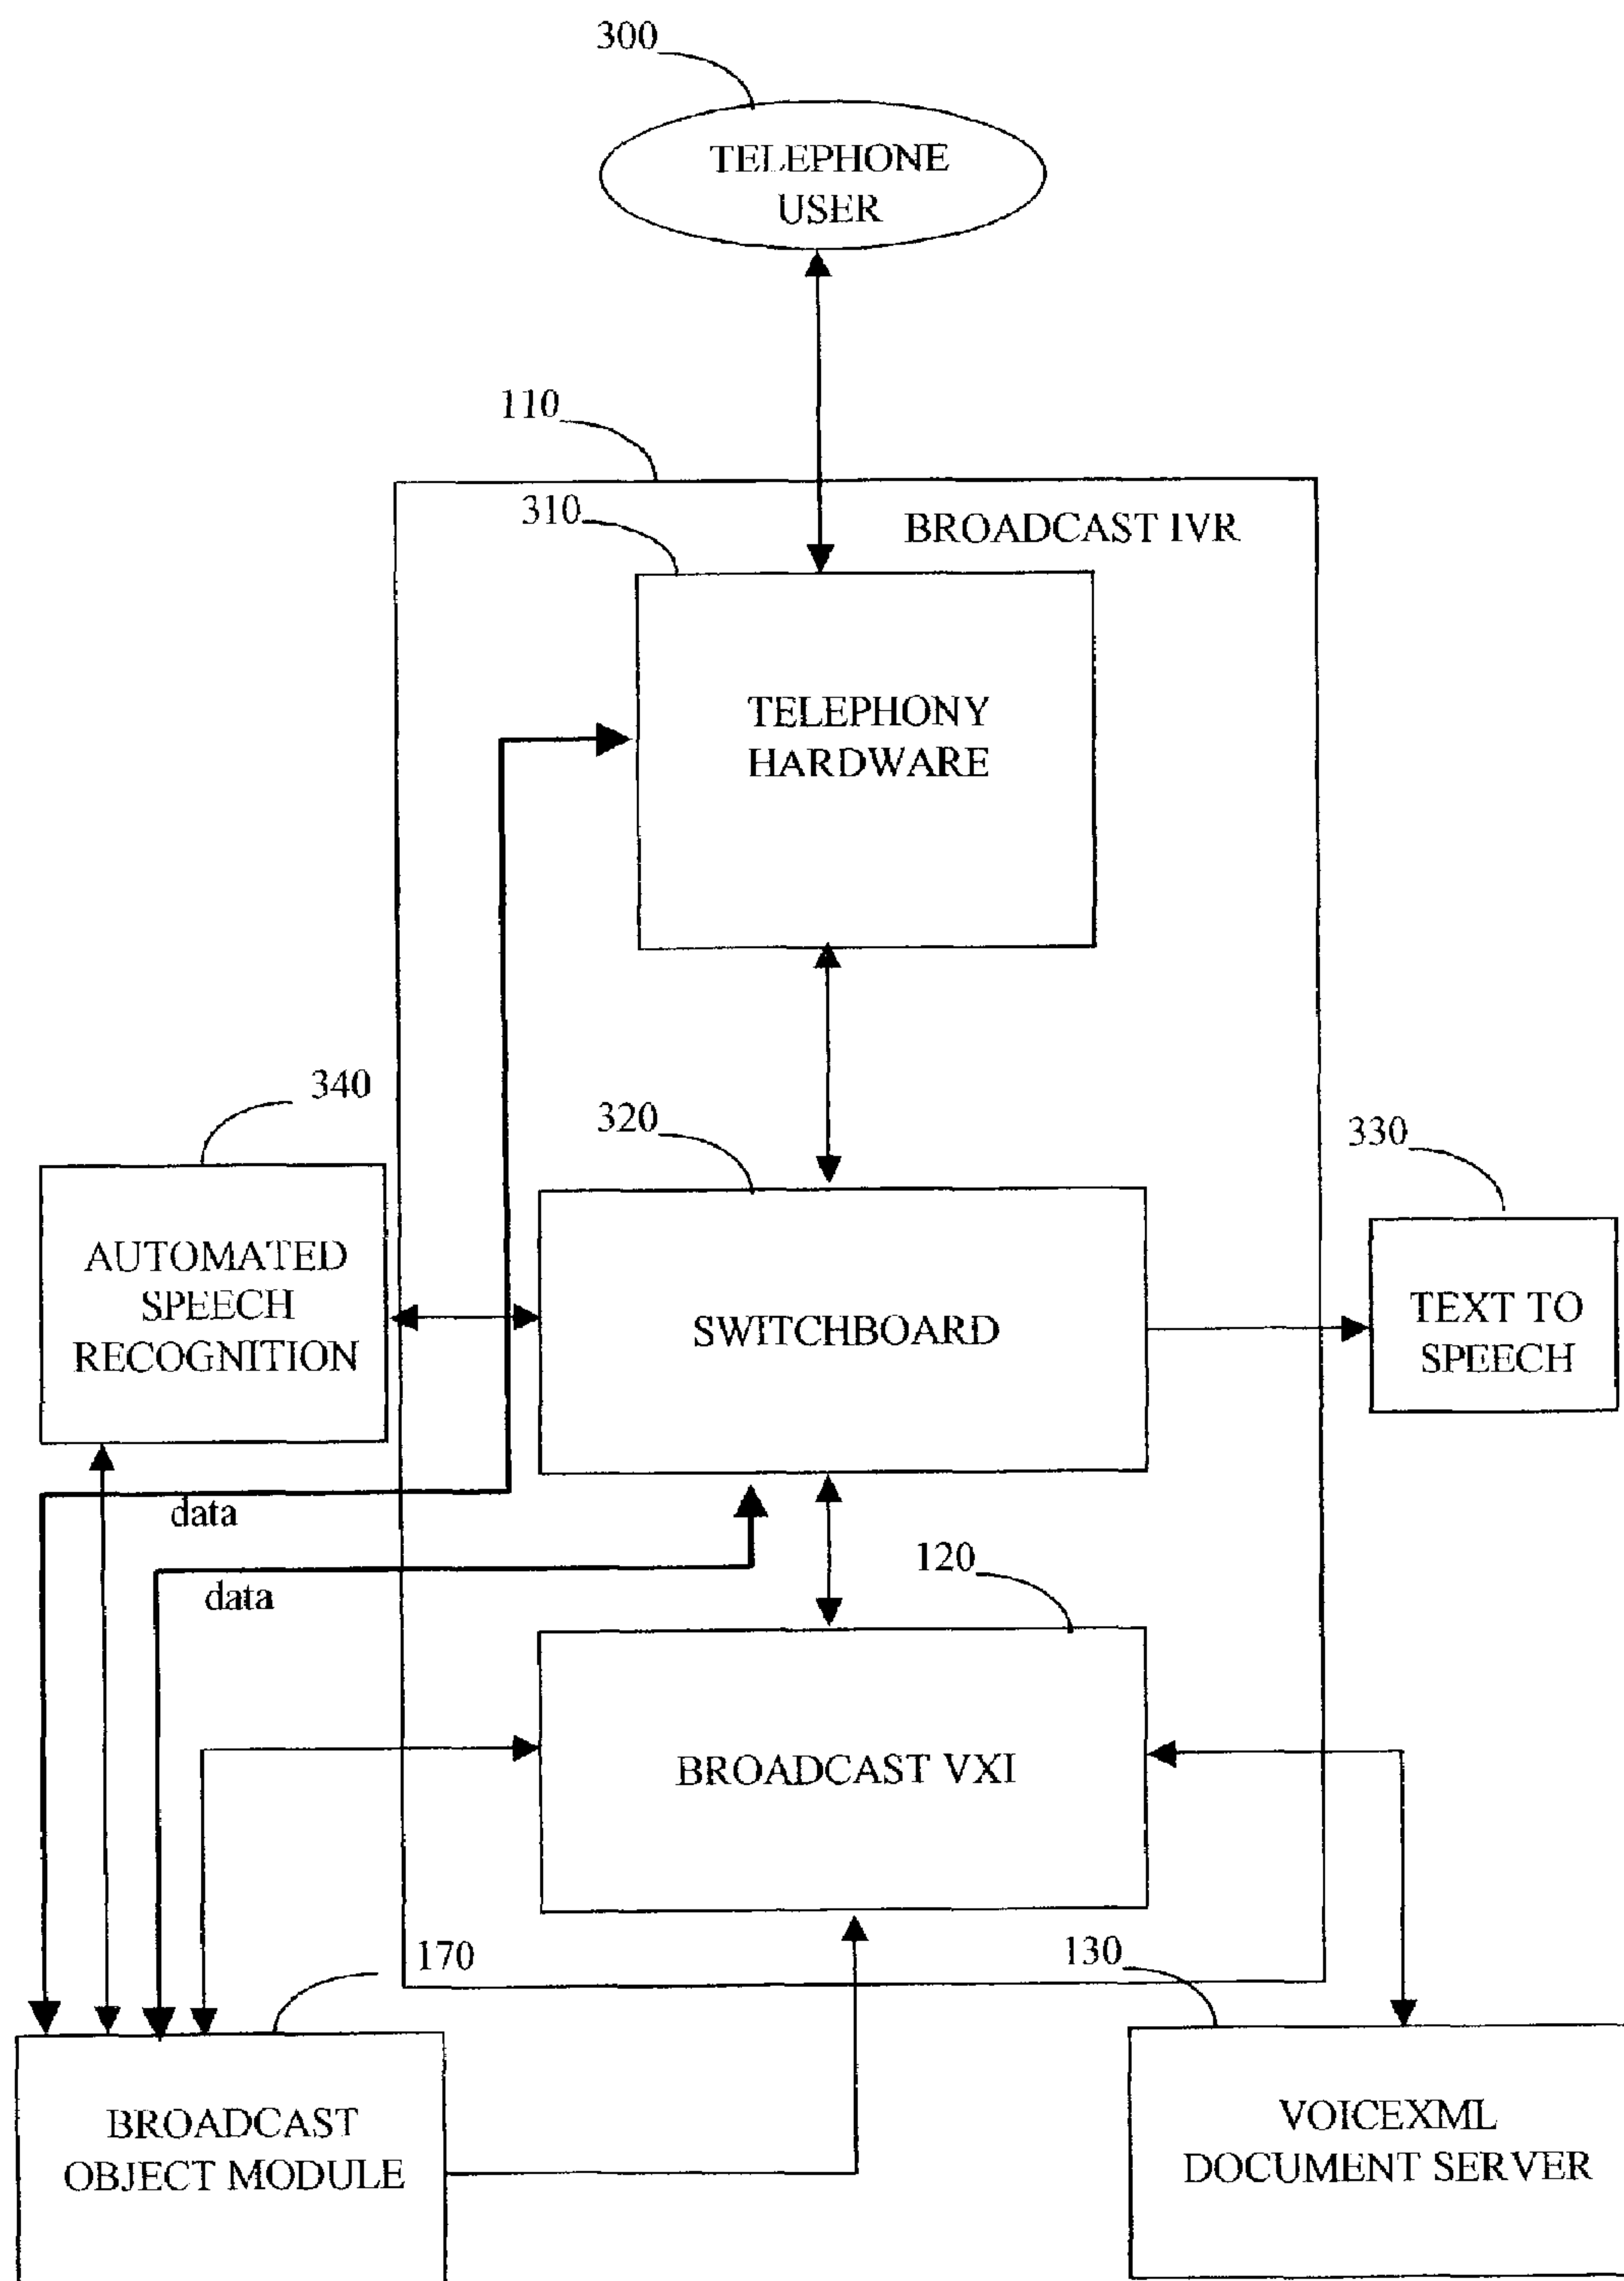 300
TELEPHONE
USER
110
310
BROADCAST IVR
TELEPHONY
HARDWARE
340
320
330
AUTOMATED
SPEECH
RECOGNITION
SWITCHBOARD
TEXT TO
SPEECH
data
data
120
BROADCAST VXI
170
130
BROADCAST
OBJECT MODULE
VOICEXML
DOCUMENT SERVER